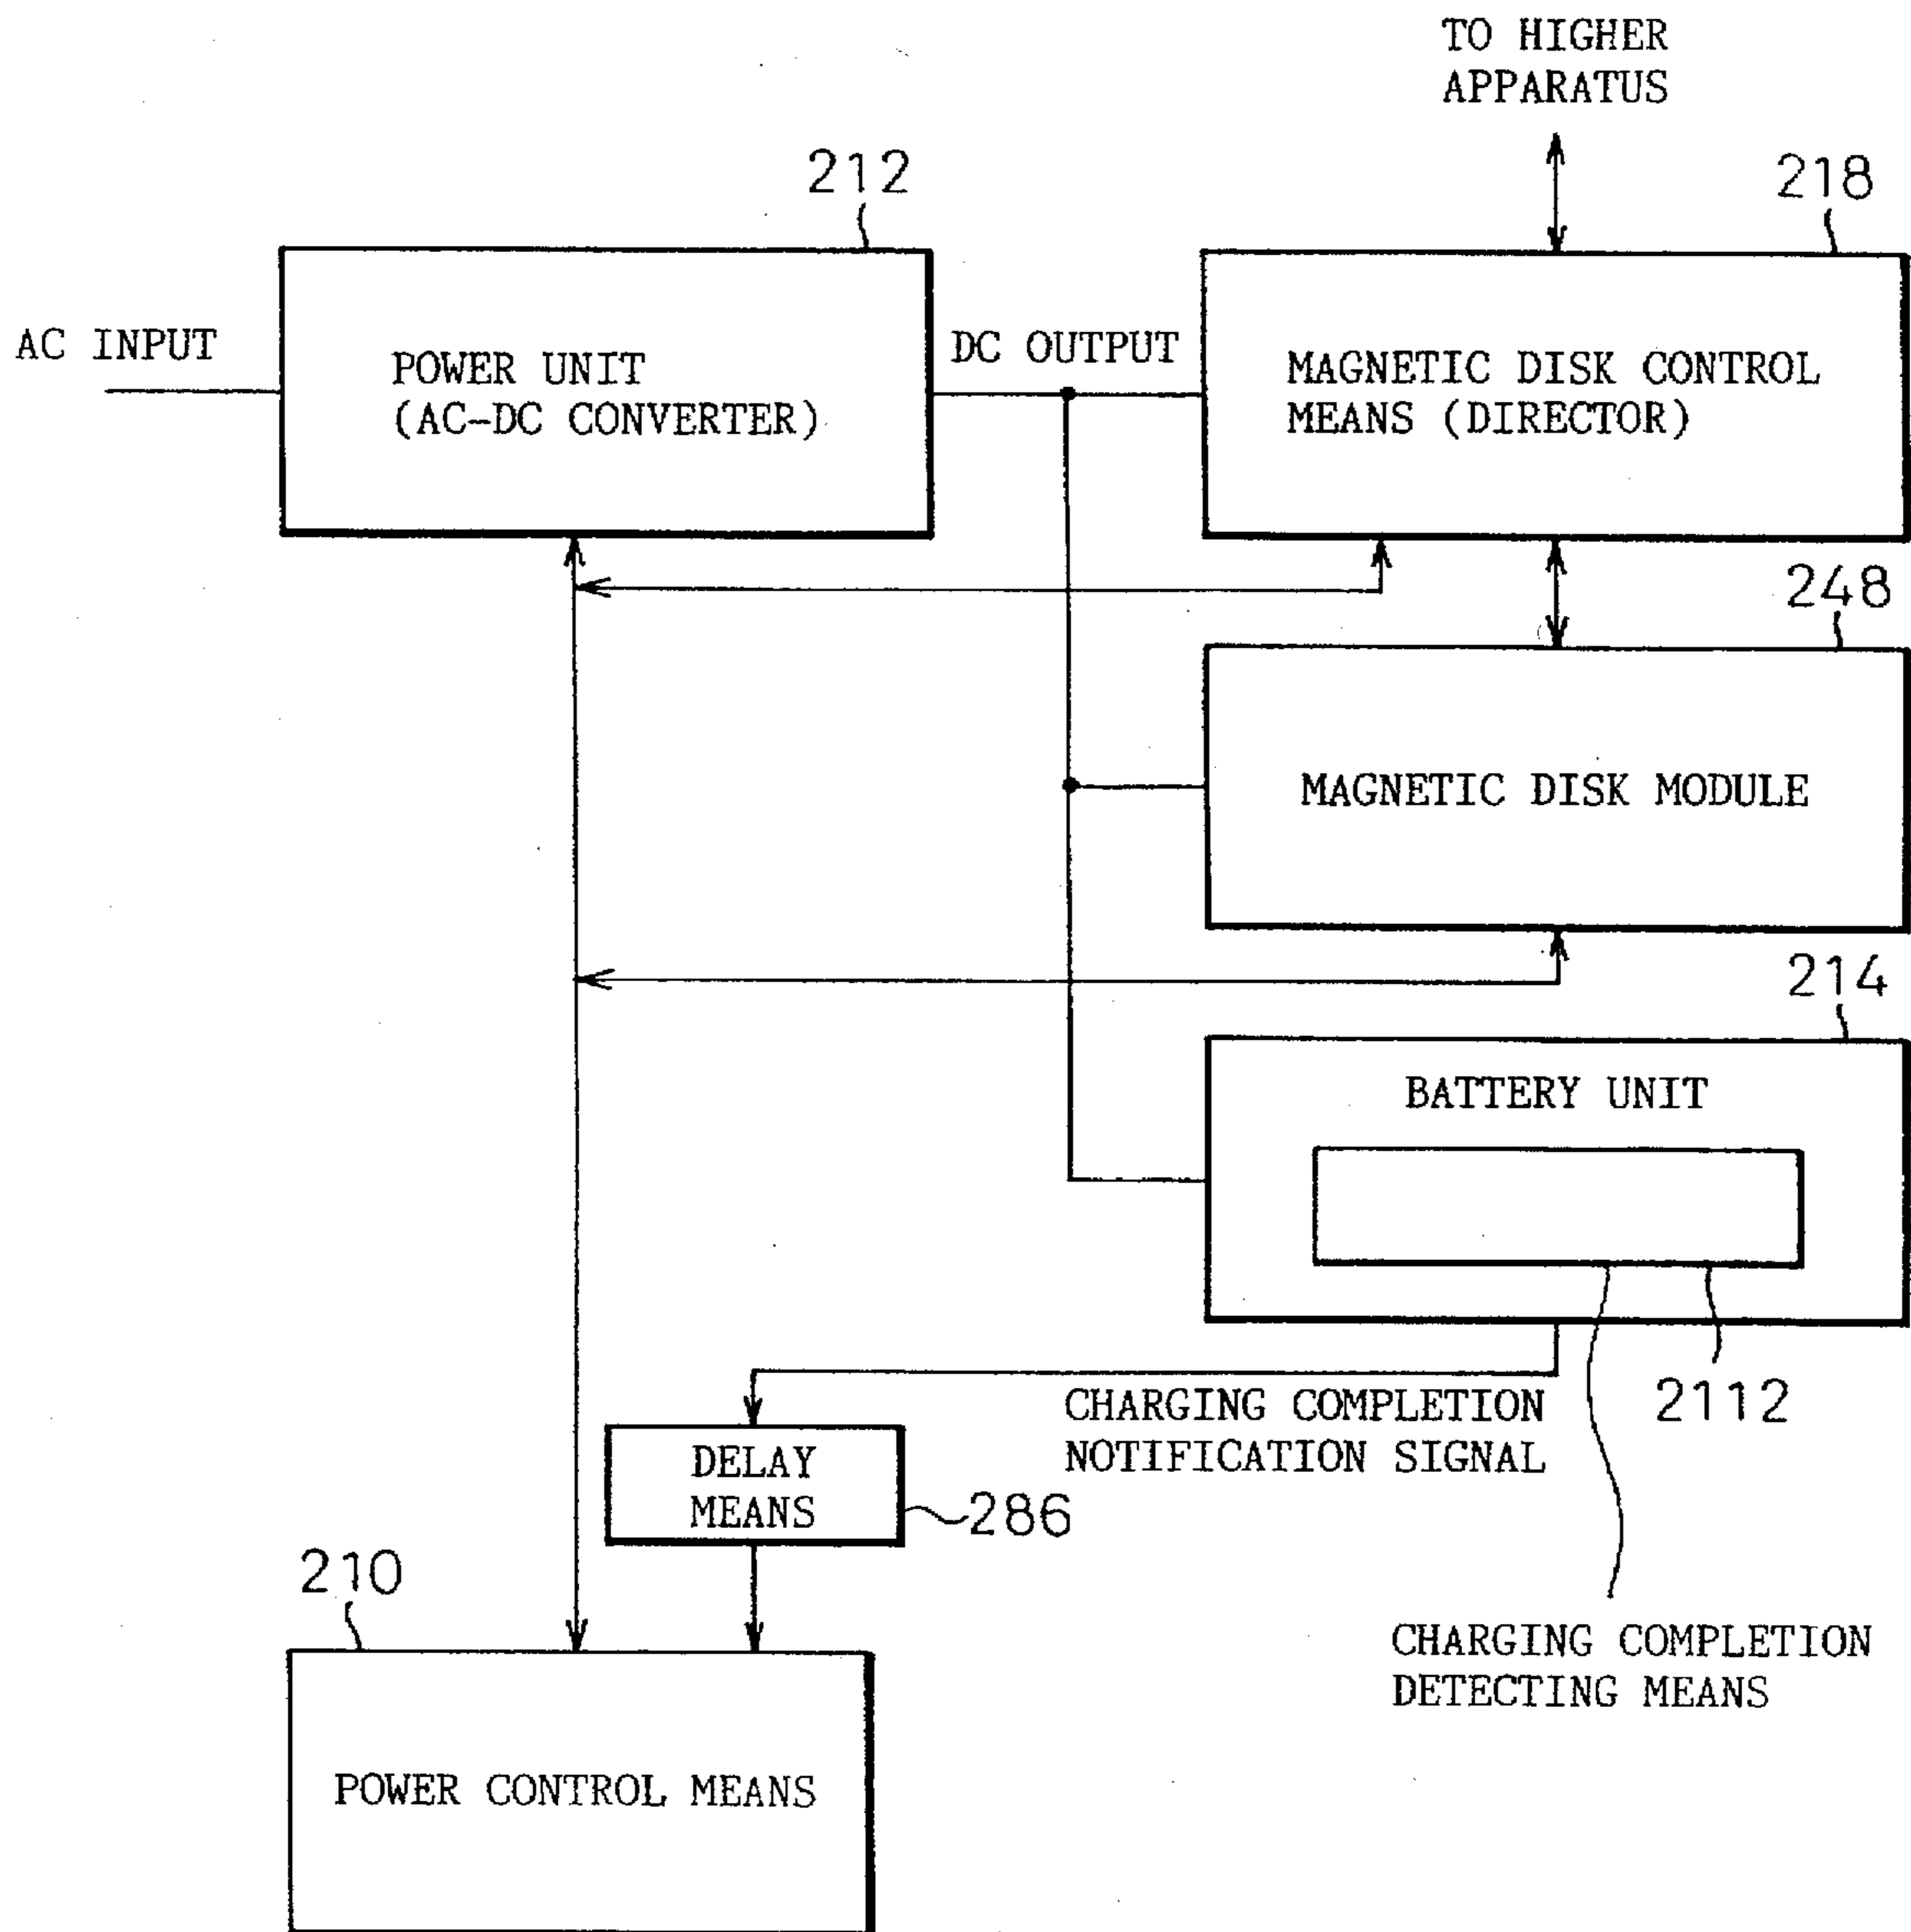 TO HIGHER
APPARATUS
212
218
AC INPUT
POWER UNIT
(AC-DC CONVERTER)
DC OUTPUT
MAGNETIC DISK CONTROL
MEANS (DIRECTOR)
248
MAGNETIC DISK MODULE
214
BATTERY UNIT
2112
CHARGING COMPLETION
NOTIFICATION SIGNAL
DELAY
MEANS
286
210
CHARGING COMPLETION
DETECTING MEANS
POWER CONTROL MEANS